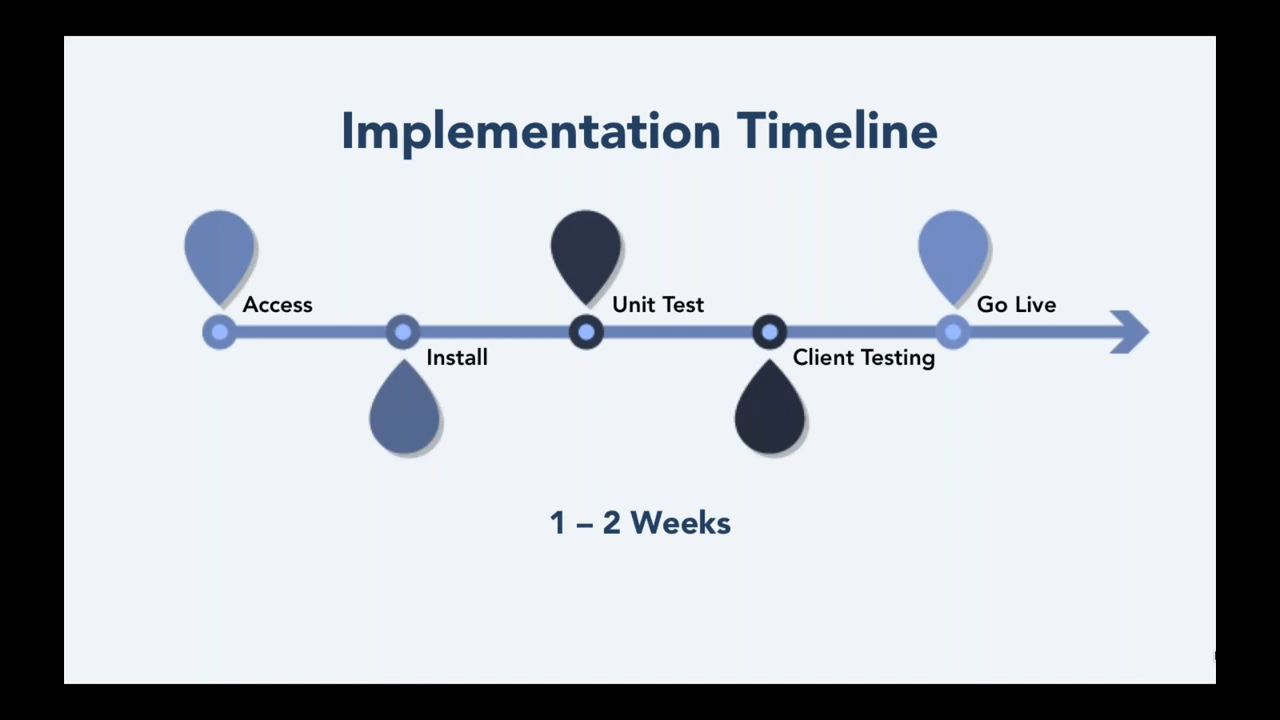 Implementation Timeline
Access
Install
Unit Test
Client Testing
Go Live
1 – 2 Weeks